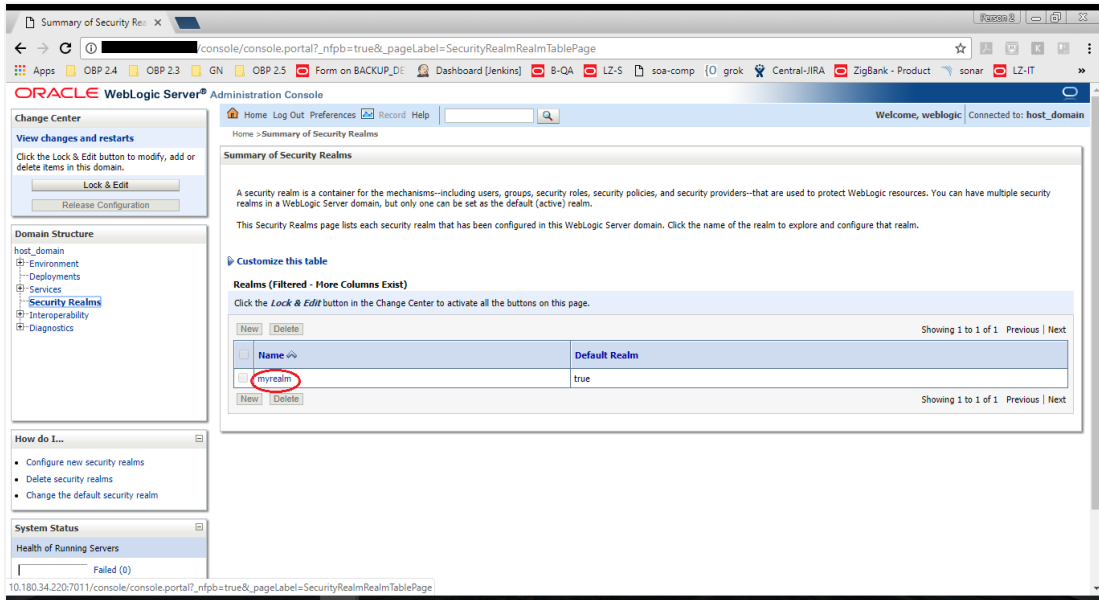 Summary of Security Rea
Person 2
/console/console.portal?_nfpb=true&_pageLabel=SecurityRealmRealmTablePage
Apps OBP 2.4 OBP 2.3 GN OBP 2.5 Form on BACKUP_DE Dashboard [Jenkins] B-QA LZ-S soa-comp grok Central-JIRA ZigBank - Product sonar LZ-IT »
ORACLE WebLogic Server® Administration Console
Change Center
View changes and restarts
Click the Lock & Edit button to modify, add or
delete items in this domain.
Lock & Edit
Release Configuration
Domain Structure
host_domain
Environment
Deployments
Services
Security Realms
Interoperability
Diagnostics
How do I...
Configure new security realms
Delete security realms
Change the default security realm
System Status
Health of Running Servers
Failed (0)
Home Log Out Preferences Record Help
Welcome, weblogic Connected to: host_domain
Home >Summary of Security Realms
Summary of Security Realms
A security realm is a container for the mechanisms--including users, groups, security roles, security policies, and security providers--that are used to protect WebLogic resources. You can have multiple security
realms in a WebLogic Server domain, but only one can be set as the default (active) realm.
This Security Realms page lists each security realm that has been configured in this WebLogic Server domain. Click the name of the realm to explore and configure that realm.
Customize this table
Realms (Filtered - More Columns Exist)
Click the Lock & Edit button in the Change Center to activate all the buttons on this page.
New Delete Showing 1 to 1 of 1 Previous | Next
Name Default Realm
myrealm true
New Delete Showing 1 to 1 of 1 Previous | Next
10.180.34.220:7011/console/console.portal?_nfpb=true&_pageLabel=SecurityRealmRealmTablePage